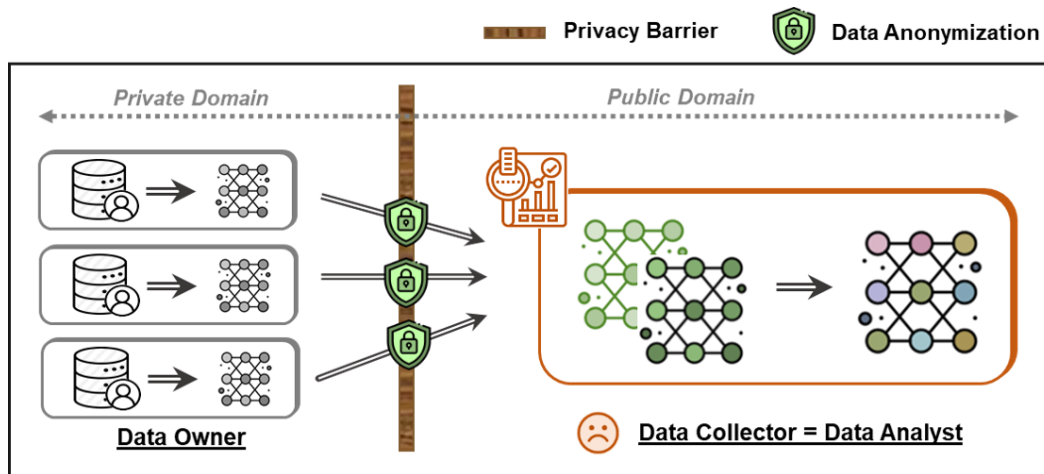 Privacy Barrier
Data Anonymization
Private Domain
Public Domain
Data Owner
Data Collector = Data Analyst